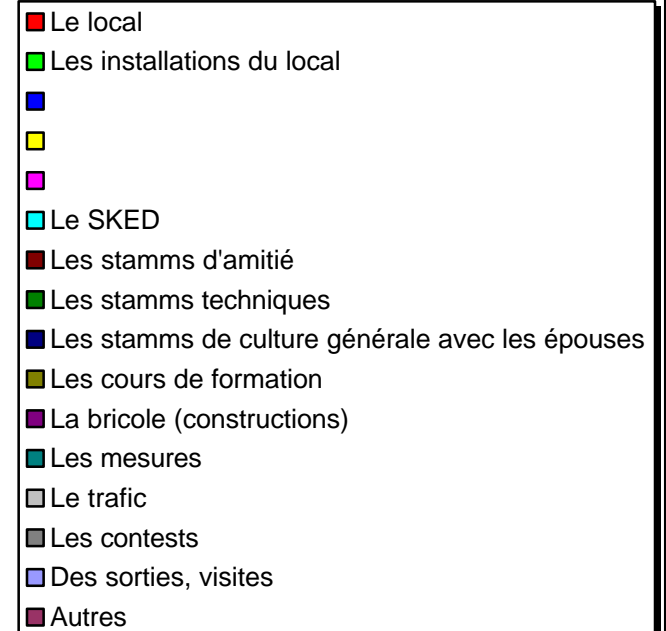 Le local
Les installations du local
Le SKED
Les stamms d'amitié
Les stamms techniques
Les stamms de culture générale avec les épouses
Les cours de formation
La bricole (constructions)
Les mesures
Le trafic
Les contests
Des sorties, visites
Autres